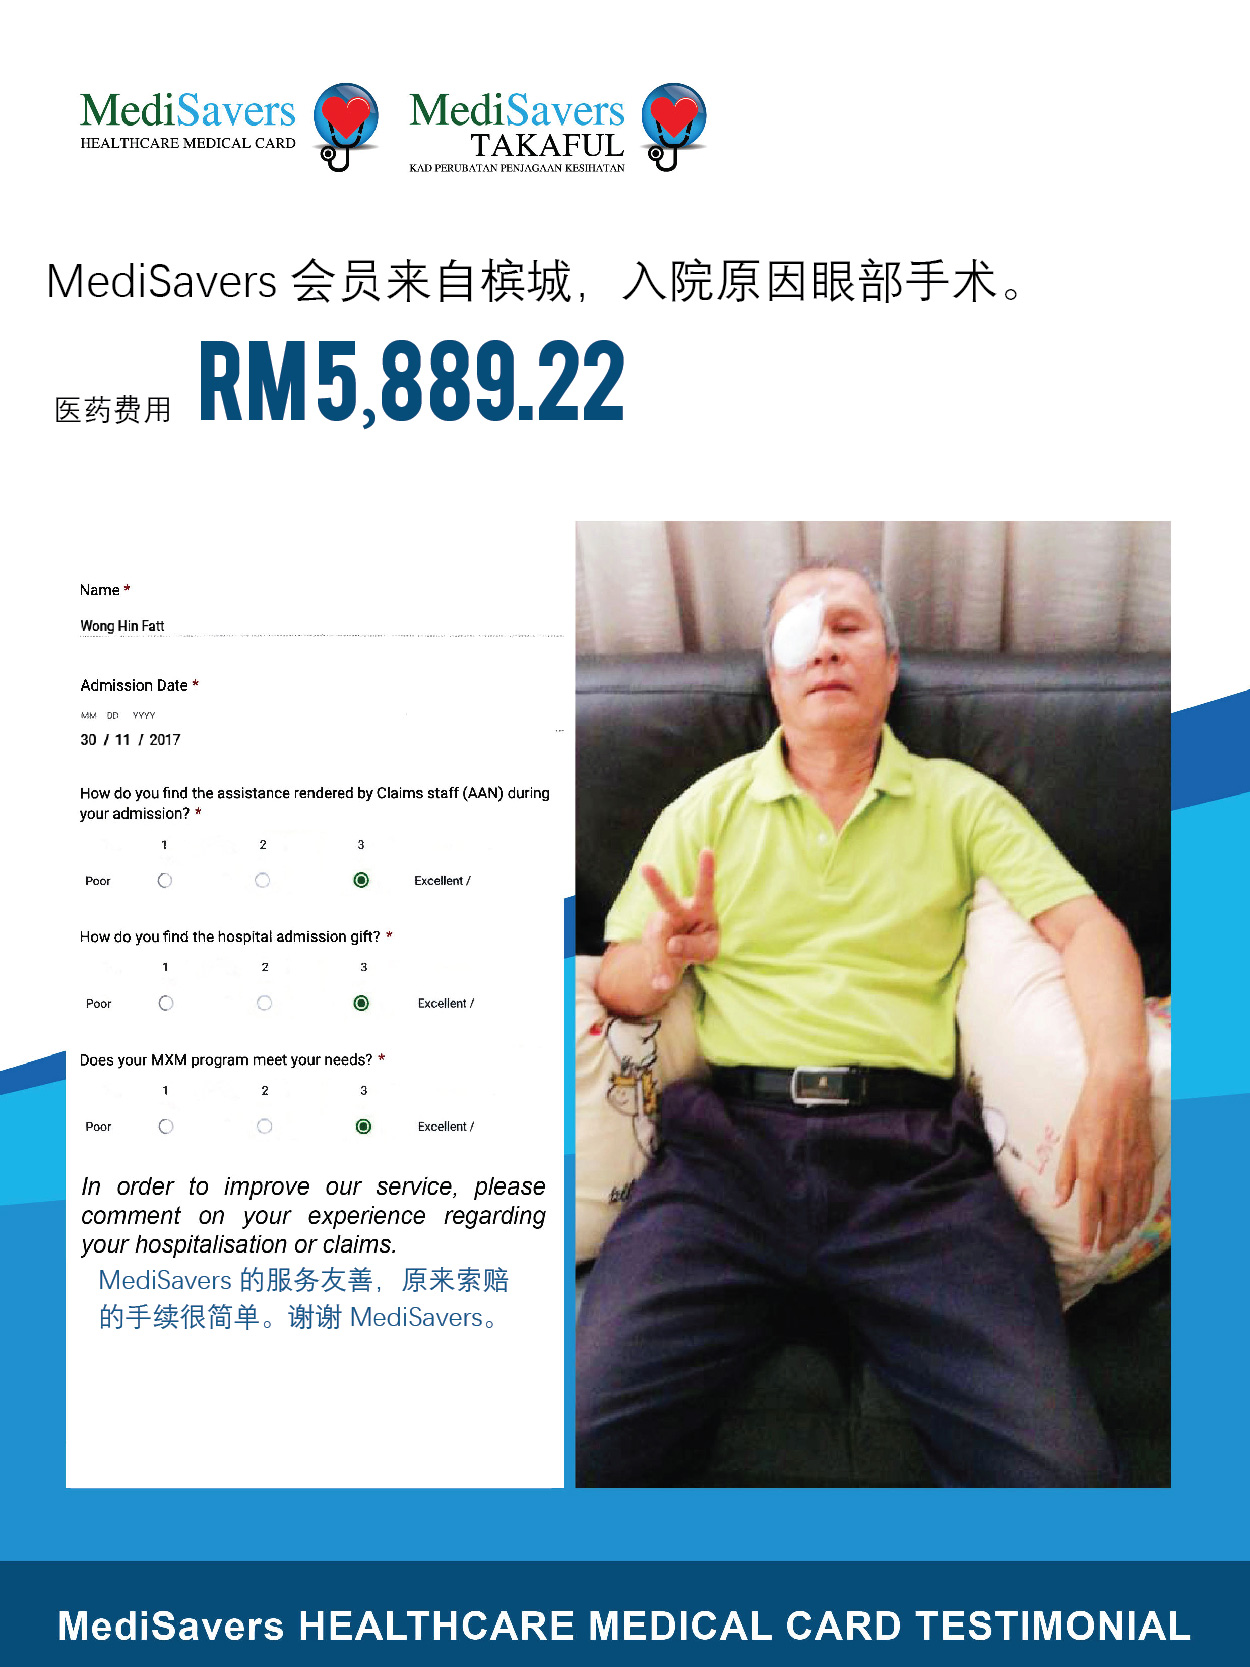 MediSavers
HEALTHCARE MEDICAL CARD
MediSavers
TAKAFUL
KAD PERUBATAN PENJAGAAN KESIHATAN
MediSavers 会员来自槟城，入院原因眼部手术。
医药费用 RM5,889.22
Name *
Wong Hin Fatt
Admission Date *
MM DD YYYY
30 / 11 / 2017
How do you find the assistance rendered by Claims staff (AAN) during
your admission? *
1 2 3
Poor Excellent /
How do you find the hospital admission gift? *
1 2 3
Poor Excellent /
Does your MXM program meet your needs? *
1 2 3
Poor Excellent /
In order to improve our service, please
comment on your experience regarding
your hospitalisation or claims.
MediSavers 的服务友善，原来索赔
的手续很简单。谢谢 MediSavers。
Love
MediSavers HEALTHCARE MEDICAL CARD TESTIMONIAL